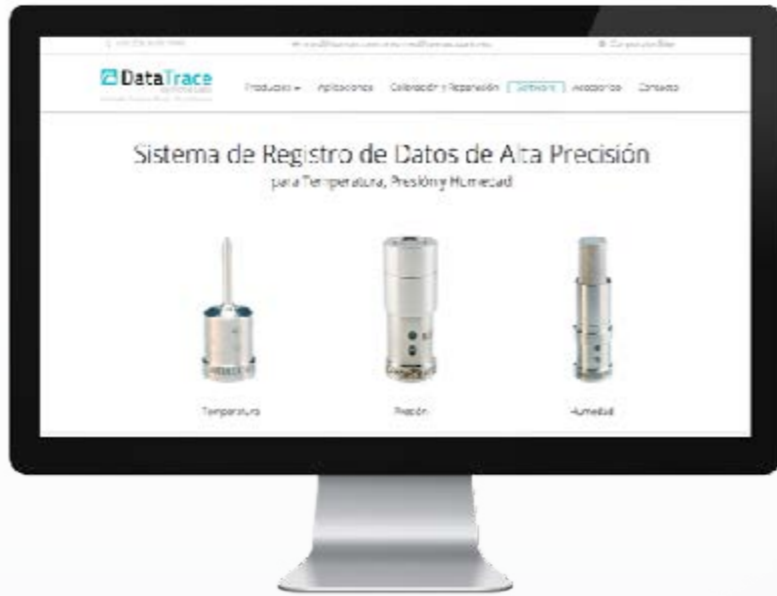 DataTrace
Productos Aplicaciones Calibración y Reparación Software Accesorios Contacto
Sistema de Registro de Datos de Alta Precisión
para Temperatura, Presión y Humedad
Temperatura Presión Humedad